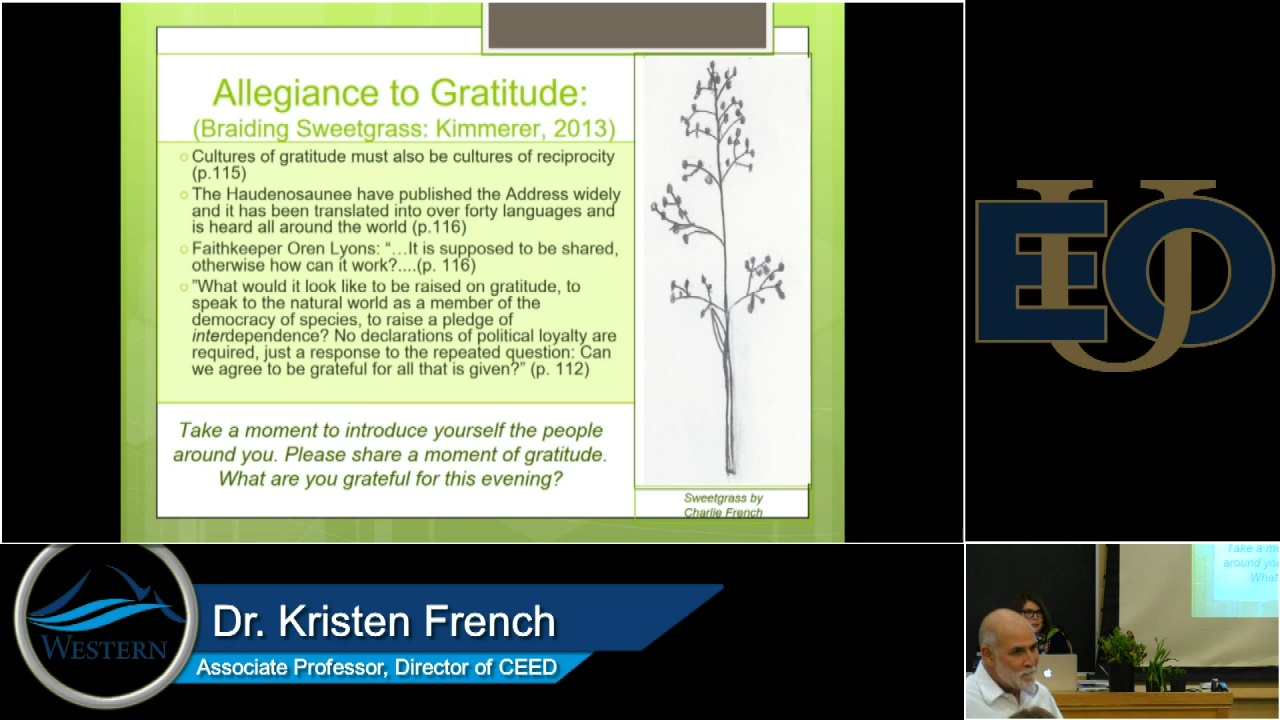 Allegiance to Gratitude:
(Braiding Sweetgrass: Kimmerer, 2013)
Cultures of gratitude must also be cultures of reciprocity
(p.115)
The Haudenosaunee have published the Address widely
and it has been translated into over forty languages and
is heard all around the world (p.116)
Faithkeeper Oren Lyons: “…It is supposed to be shared,
otherwise how can it work?....(p. 116)
”What would it look like to be raised on gratitude, to
speak to the natural world as a member of the
democracy of species, to raise a pledge of
interdependence? No declarations of political loyalty are
required, just a response to the repeated question: Can
we agree to be grateful for all that is given?” (p. 112)
Take a moment to introduce yourself the people
around you. Please share a moment of gratitude.
What are you grateful for this evening?
Sweetgrass by
Charlie French
EJO
WESTERN
Dr. Kristen French
Associate Professor, Director of CEED
Take a m
around you
What